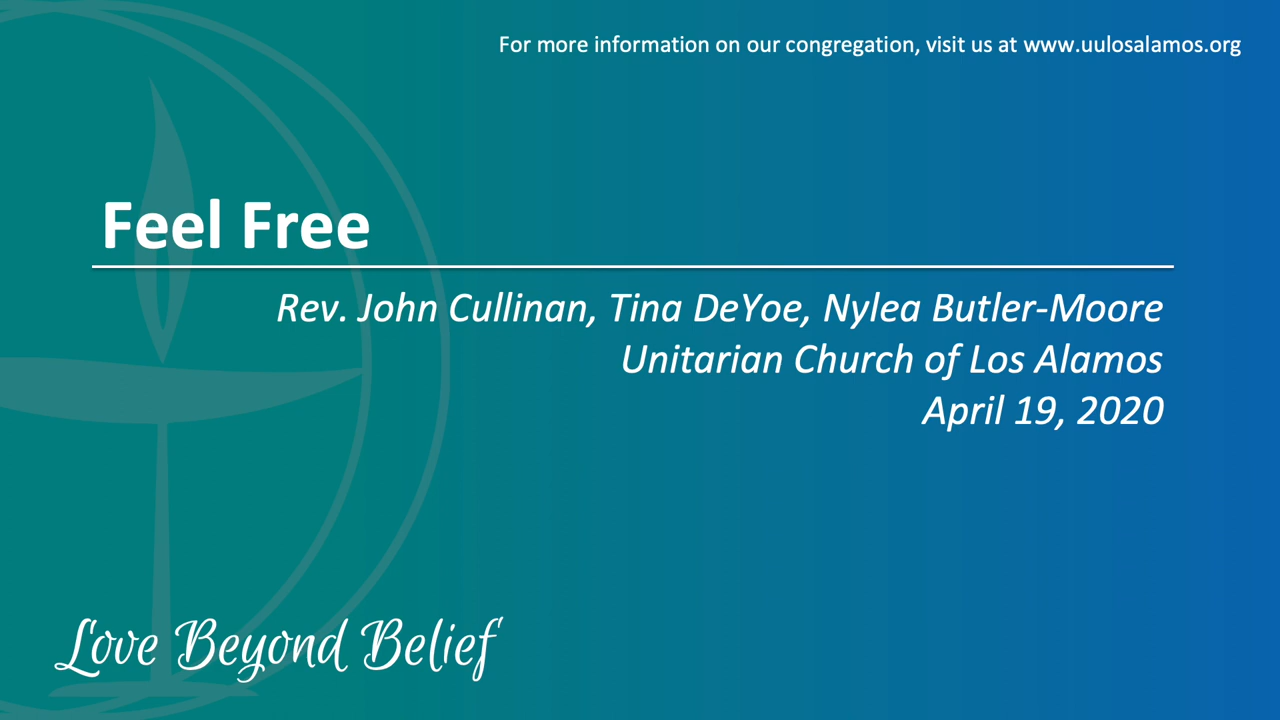 For more information on our congregation, visit us at www.uulosalamos.org
Feel Free
Rev. John Cullinan, Tina DeYoe, Nylea Butler-Moore
Unitarian Church of Los Alamos
April 19, 2020
Love Beyond Belief